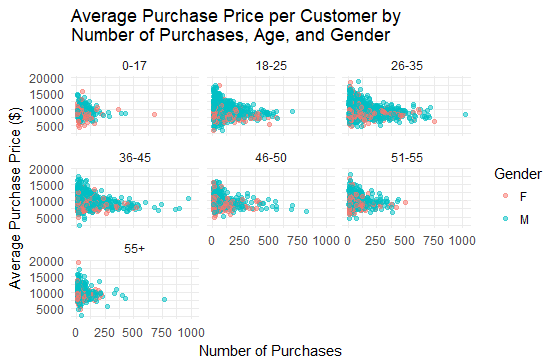 Average Purchase Price per Customer by
Number of Purchases, Age, and Gender
0-17
18-25
26-35
20000
15000
10000
5000
36-45
46-50
51-55
20000
15000
10000
5000
0 250 500 750 1000
0 250 500 750 1000
55+
20000
15000
10000
5000
0 250 500 750 1000
Number of Purchases
Average Purchase Price ($)
Gender
F
M